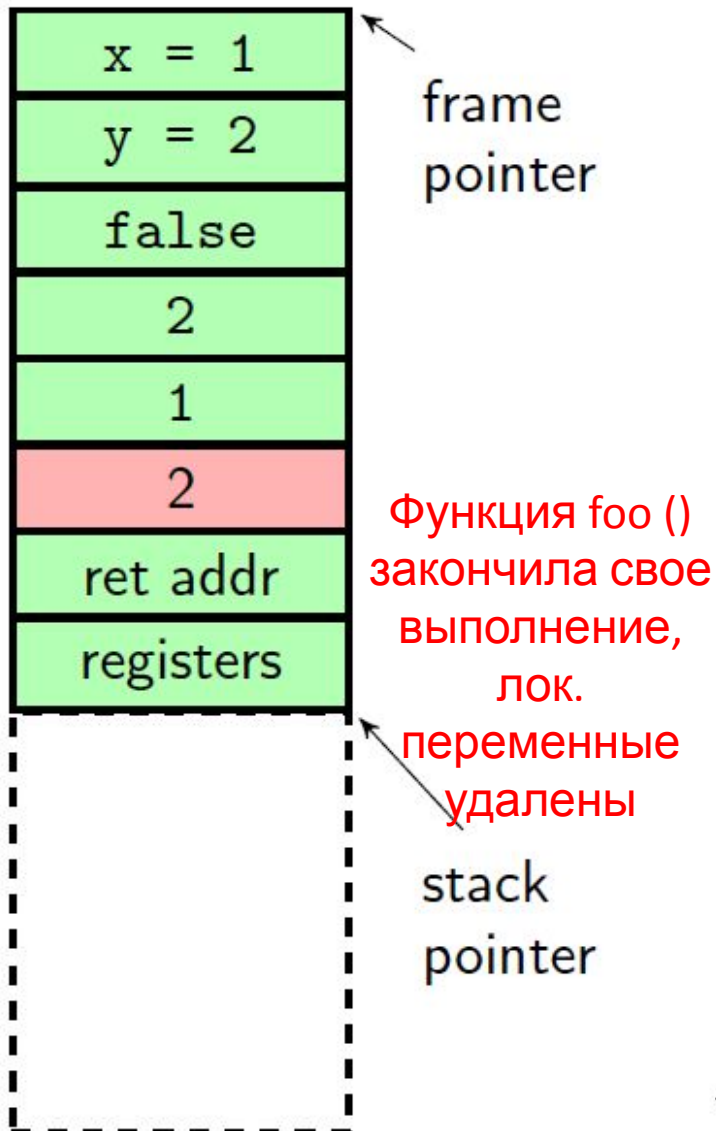 x = 1
frame
pointer
y = 2
false
2
1
2
ret addr
registers
Функция foo ()
закончила свое
выполнение,
лок.
переменные
удалены
stack
pointer